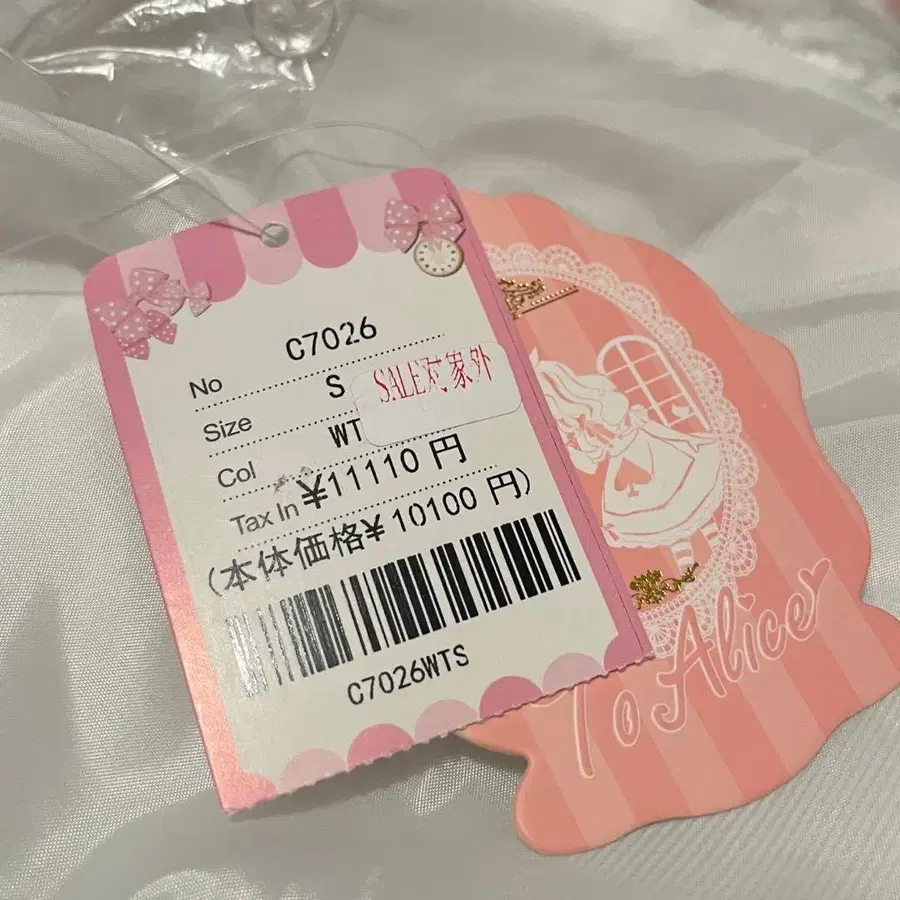 No C7026
Size S
SALE対象外
Col WT
Tax In ¥11110 円
(本体価格¥ 10100 円)
C7026WTS
To Alice